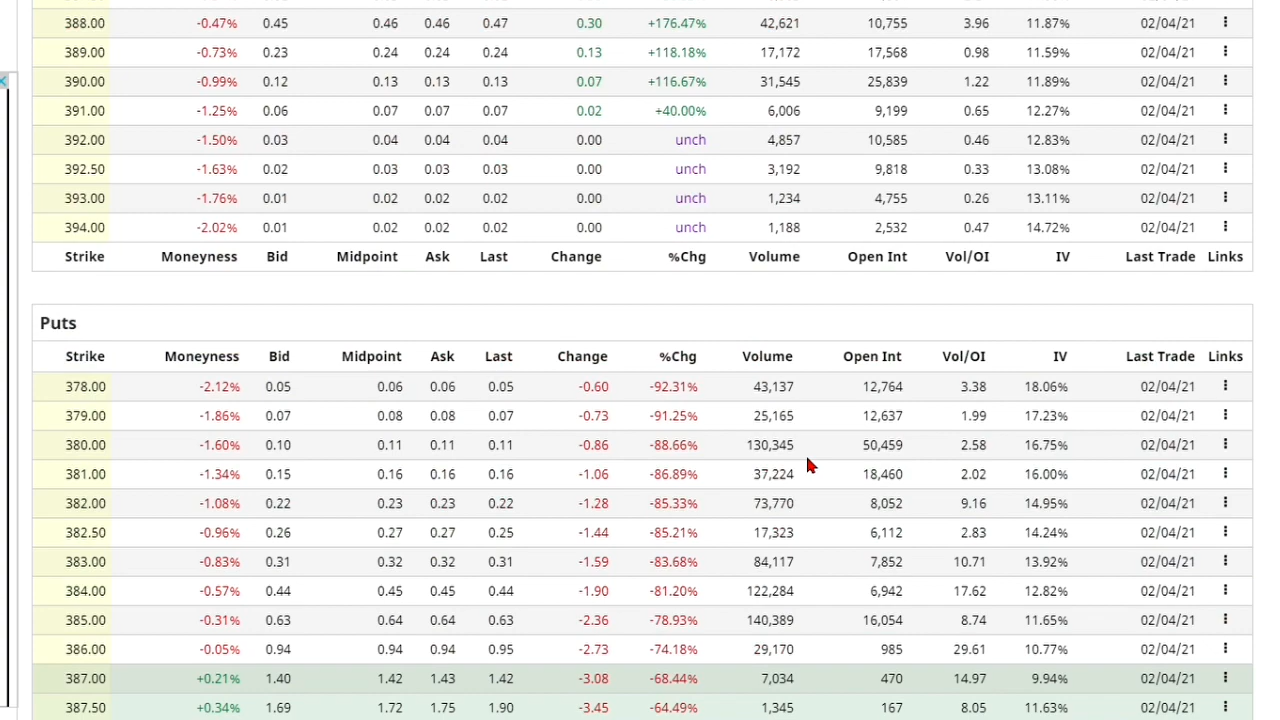 388.00 -0.47% 0.45 0.46 0.46 0.47 0.30 +176.47% 42,621 10,755 3.96 11.87% 02/04/21
389.00 -0.73% 0.23 0.24 0.24 0.24 0.13 +118.18% 17,172 17,568 0.98 11.59% 02/04/21
390.00 -0.99% 0.12 0.13 0.13 0.13 0.07 +116.67% 31,545 25,839 1.22 11.89% 02/04/21
391.00 -1.25% 0.06 0.07 0.07 0.07 0.02 +40.00% 6,006 9,199 0.65 12.27% 02/04/21
392.00 -1.50% 0.03 0.04 0.04 0.04 0.00 unch 4,857 10,585 0.46 12.83% 02/04/21
392.50 -1.63% 0.02 0.03 0.03 0.03 0.00 unch 3,192 9,818 0.33 13.08% 02/04/21
393.00 -1.76% 0.01 0.02 0.02 0.02 0.00 unch 1,234 4,755 0.26 13.11% 02/04/21
394.00 -2.02% 0.01 0.02 0.02 0.02 0.00 unch 1,188 2,532 0.47 14.72% 02/04/21
Strike Moneyness Bid Midpoint Ask Last Change %Chg Volume Open Int Vol/OI IV Last Trade Links
Puts
Strike Moneyness Bid Midpoint Ask Last Change %Chg Volume Open Int Vol/OI IV Last Trade Links
378.00 -2.12% 0.05 0.06 0.06 0.05 -0.60 -92.31% 43,137 12,764 3.38 18.06% 02/04/21
379.00 -1.86% 0.07 0.08 0.08 0.07 -0.73 -91.25% 25,165 12,637 1.99 17.23% 02/04/21
380.00 -1.60% 0.10 0.11 0.11 0.11 -0.86 -88.66% 130,345 50,459 2.58 16.75% 02/04/21
381.00 -1.34% 0.15 0.16 0.16 0.16 -1.06 -86.89% 37,224 18,460 2.02 16.00% 02/04/21
382.00 -1.08% 0.22 0.23 0.23 0.22 -1.28 -85.33% 73,770 8,052 9.16 14.95% 02/04/21
382.50 -0.96% 0.26 0.27 0.27 0.25 -1.44 -85.21% 17,323 6,112 2.83 14.24% 02/04/21
383.00 -0.83% 0.31 0.32 0.32 0.31 -1.59 -83.68% 84,117 7,852 10.71 13.92% 02/04/21
384.00 -0.57% 0.44 0.45 0.45 0.44 -1.90 -81.20% 122,284 6,942 17.62 12.82% 02/04/21
385.00 -0.31% 0.63 0.64 0.64 0.63 -2.36 -78.93% 140,389 16,054 8.74 11.65% 02/04/21
386.00 -0.05% 0.94 0.94 0.94 0.95 -2.73 -74.18% 29,170 985 29.61 10.77% 02/04/21
387.00 +0.21% 1.40 1.42 1.43 1.42 -3.08 -68.44% 7,034 470 14.97 9.94% 02/04/21
387.50 +0.34% 1.69 1.72 1.75 1.90 -3.45 -64.49% 1,345 167 8.05 11.63% 02/04/21